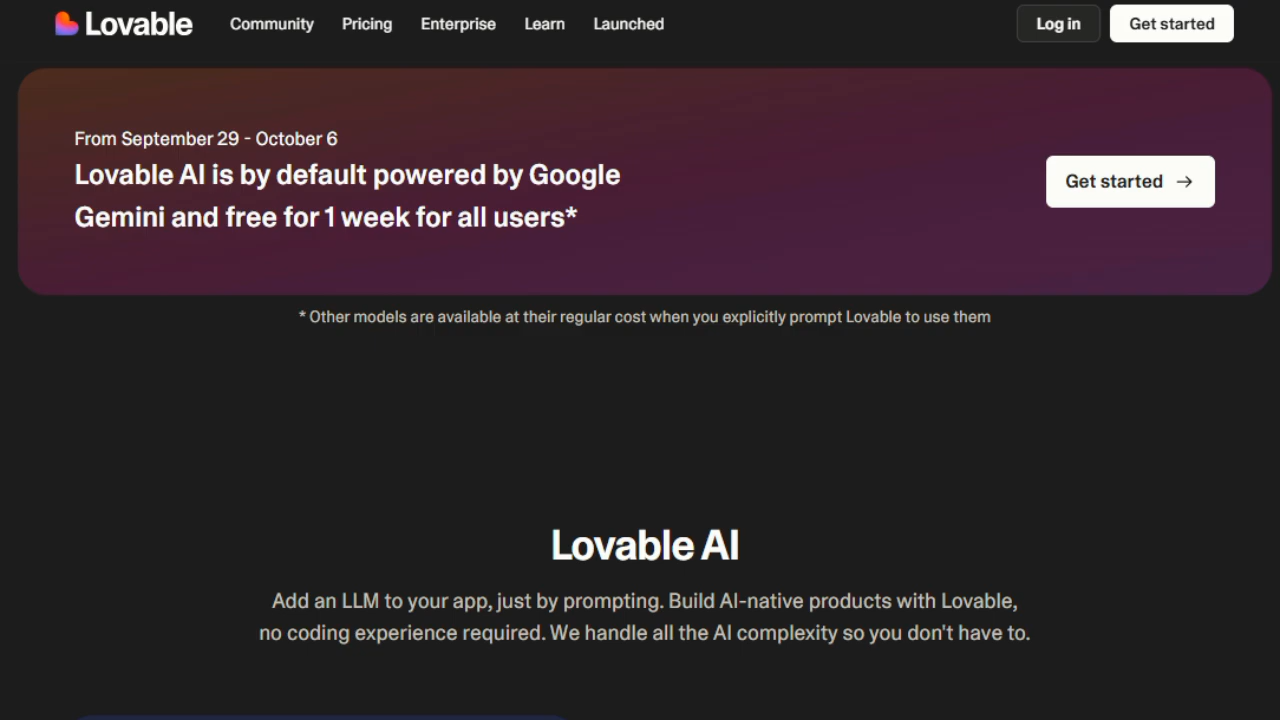 Lovable
Community
Pricing
Enterprise
Learn
Launched
Log in
Get started
From September 29 - October 6
Lovable AI is by default powered by Google
Gemini and free for 1 week for all users*
Get started →
* Other models are available at their regular cost when you explicitly prompt Lovable to use them
Lovable AI
Add an LLM to your app, just by prompting. Build AI-native products with Lovable,
no coding experience required. We handle all the AI complexity so you don't have to.